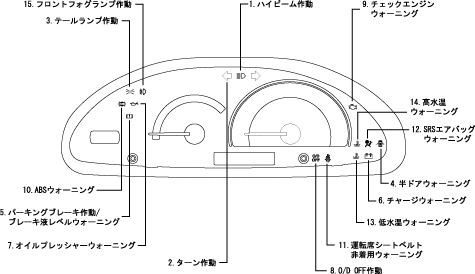 15. フロントフォグランプ作動
1. ハイビーム作動
9. チェックエンジン
ウォーニング
3. テールランプ作動
14. 高水温
ウォーニング
12. SRSエアバッグ
ウォーニング
10. ABSウォーニング
4. 半ドアウォーニング
5. パーキングブレーキ作動/
ブレーキ液レベルウォーニング
6. チャージウォーニング
13. 低水温ウォーニング
7. オイルプレッシャーウォーニング
2. ターン作動
11. 運転席シートベルト
非着用ウォーニング
8. O/D OFF作動